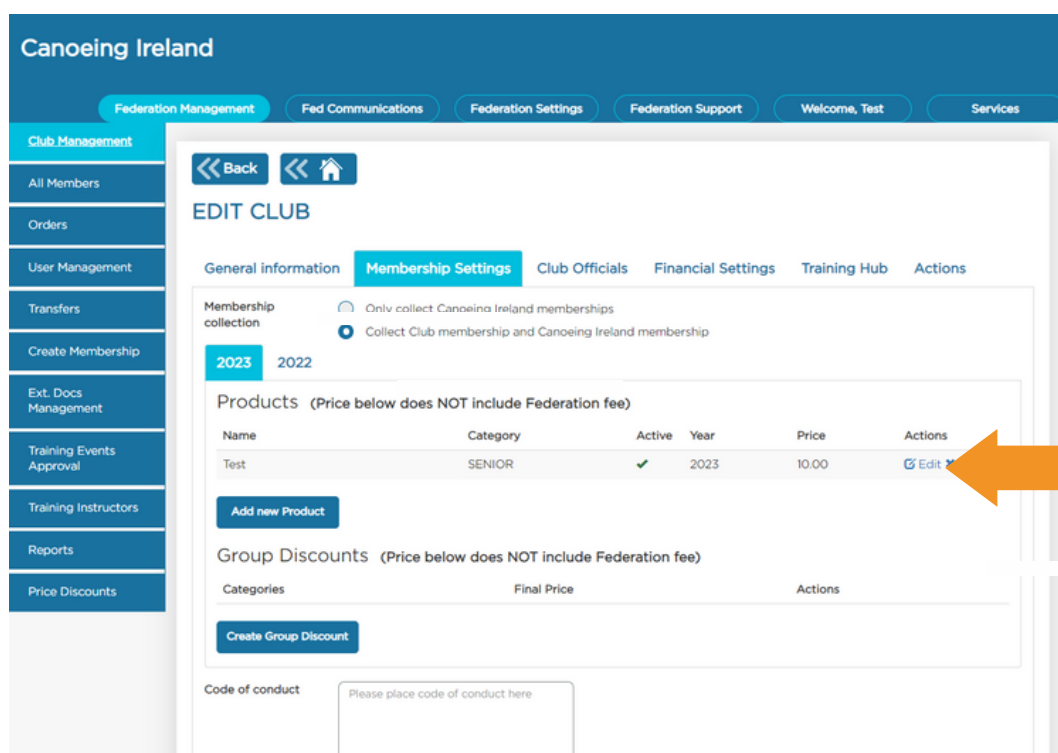 Canoeing Ireland
Federation Management Fed Communications Federation Settings Federation Support Welcome, Test Services
Club Management
All Members
Orders
User Management
Transfers
Create Membership
Ext. Docs
Management
Training Events
Approval
Training Instructors
Reports
Price Discounts
Back
EDIT CLUB
General information Membership Settings Club Officials Financial Settings Training Hub Actions
Membership
collection
Only collect Canoeing Ireland memberships
Collect Club membership and Canoeing Ireland membership
2023 2022
Products (Price below does NOT include Federation fee)
Name Category Active Year Price Actions
Test SENIOR ✔ 2023 10.00 Edit
Add new Product
Group Discounts (Price below does NOT include Federation fee)
Categories Final Price Actions
Create Group Discount
Code of conduct
Please place code of conduct here